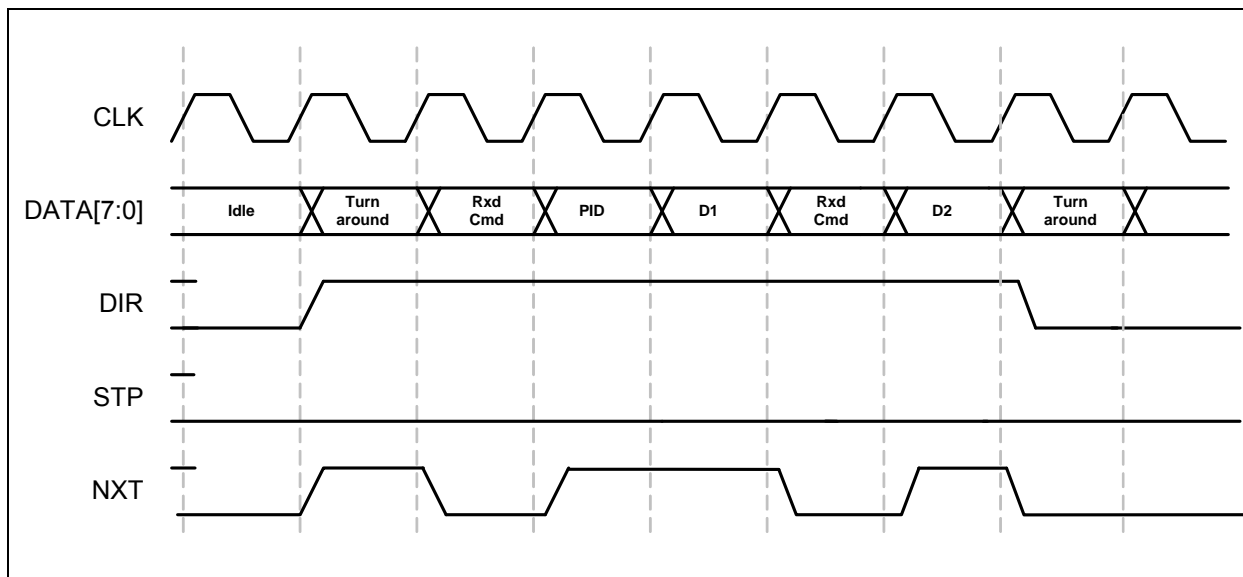 CLK
DATA[7:0]
Idle
Turn
around
Rxd
Cmd
PID
D1
Rxd
Cmd
D2
Turn
around
DIR
STP
NXT